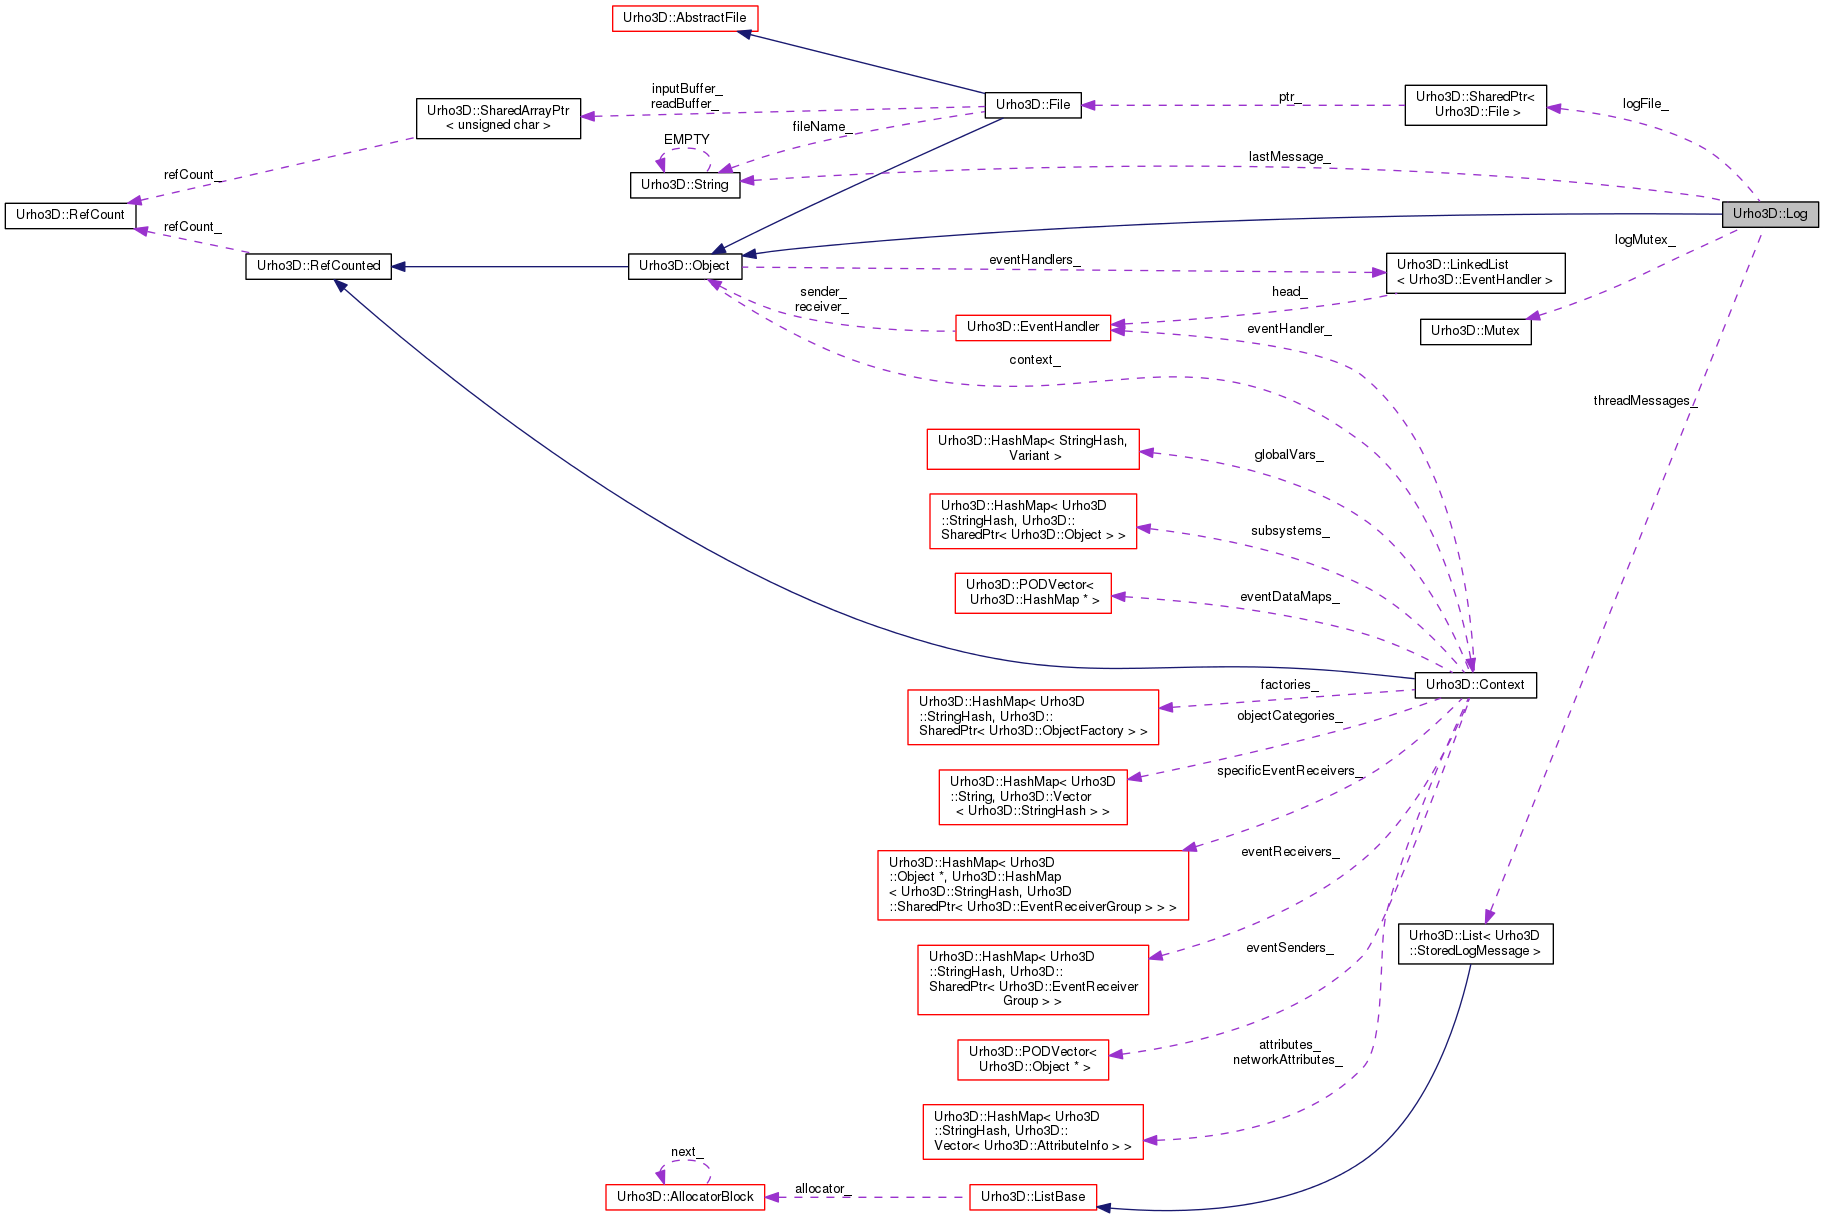 Urho3D::AbstractFile
Urho3D::SharedArrayPtr
< unsigned char >
inputBuffer_
readBuffer_
Urho3D::File
ptr_
Urho3D::SharedPtr<
Urho3D::File >
logFile_
fileName_
EMPTY
Urho3D::String
lastMessage_
refCount_
Urho3D::RefCount
refCount_
Urho3D::Log
logMutex_
Urho3D::RefCounted
Urho3D::Object
eventHandlers_
Urho3D::LinkedList
< Urho3D::EventHandler >
sender_
receiver_
head_
Urho3D::EventHandler
eventHandler_
Urho3D::Mutex
context_
threadMessages_
Urho3D::HashMap< StringHash,
Variant >
globalVars_
Urho3D::HashMap< Urho3D
::StringHash, Urho3D::
SharedPtr< Urho3D::Object > >
subsystems_
Urho3D::PODVector<
Urho3D::HashMap * >
eventDataMaps_
Urho3D::Context
Urho3D::HashMap< Urho3D
::StringHash, Urho3D::
SharedPtr< Urho3D::ObjectFactory > >
factories_
objectCategories_
Urho3D::HashMap< Urho3D
::String, Urho3D::Vector
< Urho3D::StringHash > >
specificEventReceivers_
Urho3D::HashMap< Urho3D
::Object *, Urho3D::HashMap
< Urho3D::StringHash, Urho3D
::SharedPtr< Urho3D::EventReceiverGroup > > >
eventReceivers_
Urho3D::HashMap< Urho3D
::StringHash, Urho3D::
SharedPtr< Urho3D::EventReceiver
Group > >
eventSenders_
Urho3D::List< Urho3D
::StoredLogMessage >
Urho3D::PODVector<
Urho3D::Object * >
attributes_
networkAttributes_
Urho3D::HashMap< Urho3D
::StringHash, Urho3D::
Vector< Urho3D::AttributeInfo > >
next_
Urho3D::AllocatorBlock
allocator_
Urho3D::ListBase